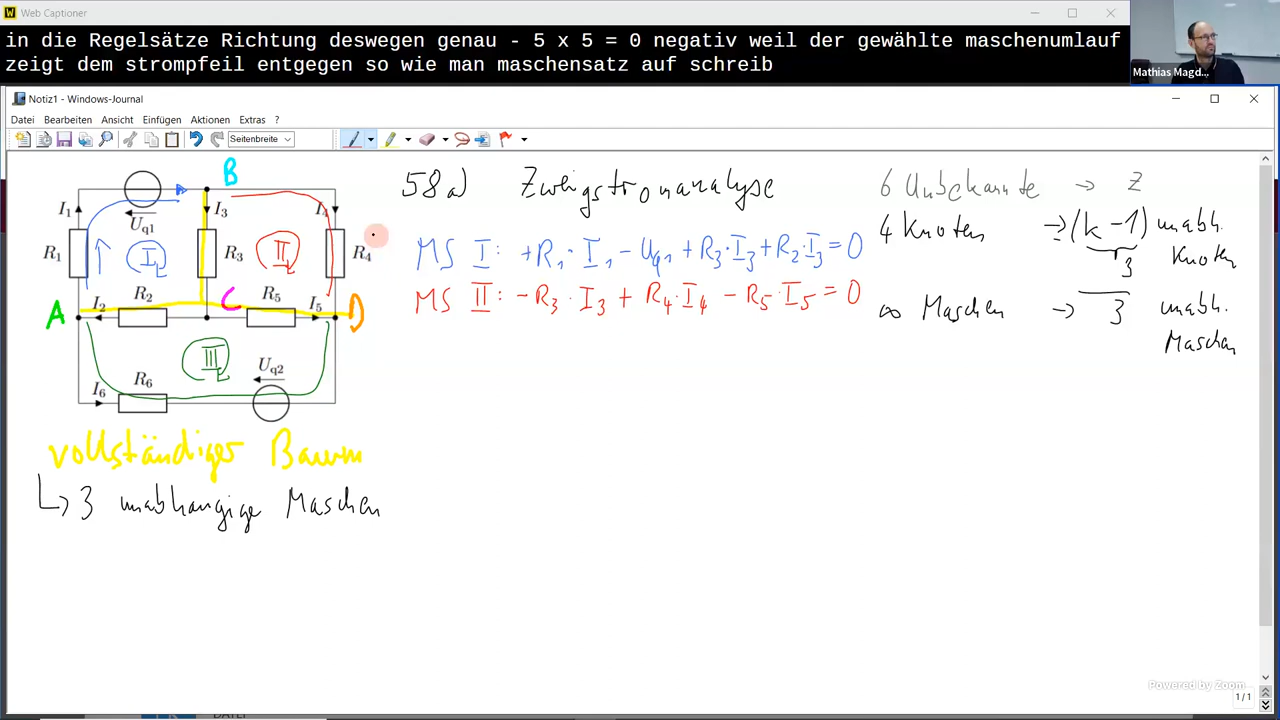 Web Captioner
in die Regelsätze Richtung deswegen genau - 5 x 5 = 0 negativ weil der gewählte maschenumlauf
zeigt dem strompfeil entgegen so wie man maschensatz auf schreib
Mathias Magd...
Notiz1 - Windows-Journal
Datei Bearbeiten Ansicht Einfügen Aktionen Extras ?
Seitenbreite
58a) Zweigstromanalyse
6 Unbekannte → Z
4 Knoten → (k - 1) unabh. Knoten
3
MS I: +R1 · I1 - Uq1 + R3 · I3 + R2 · I3 = 0
MS II: -R3 · I3 + R4 · I4 - R5 · I5 = 0
∞ Maschen → 3 unabh. Maschen
B
I1 Uq1 I3 I4
R1 I R3 II R4
I2 R2 C R5 I5
A D
III
I6 R6 Uq2
vollständiger Baum
↳ 3 unabhängige Maschen
Powered by Zoom
1 / 1
DATEI